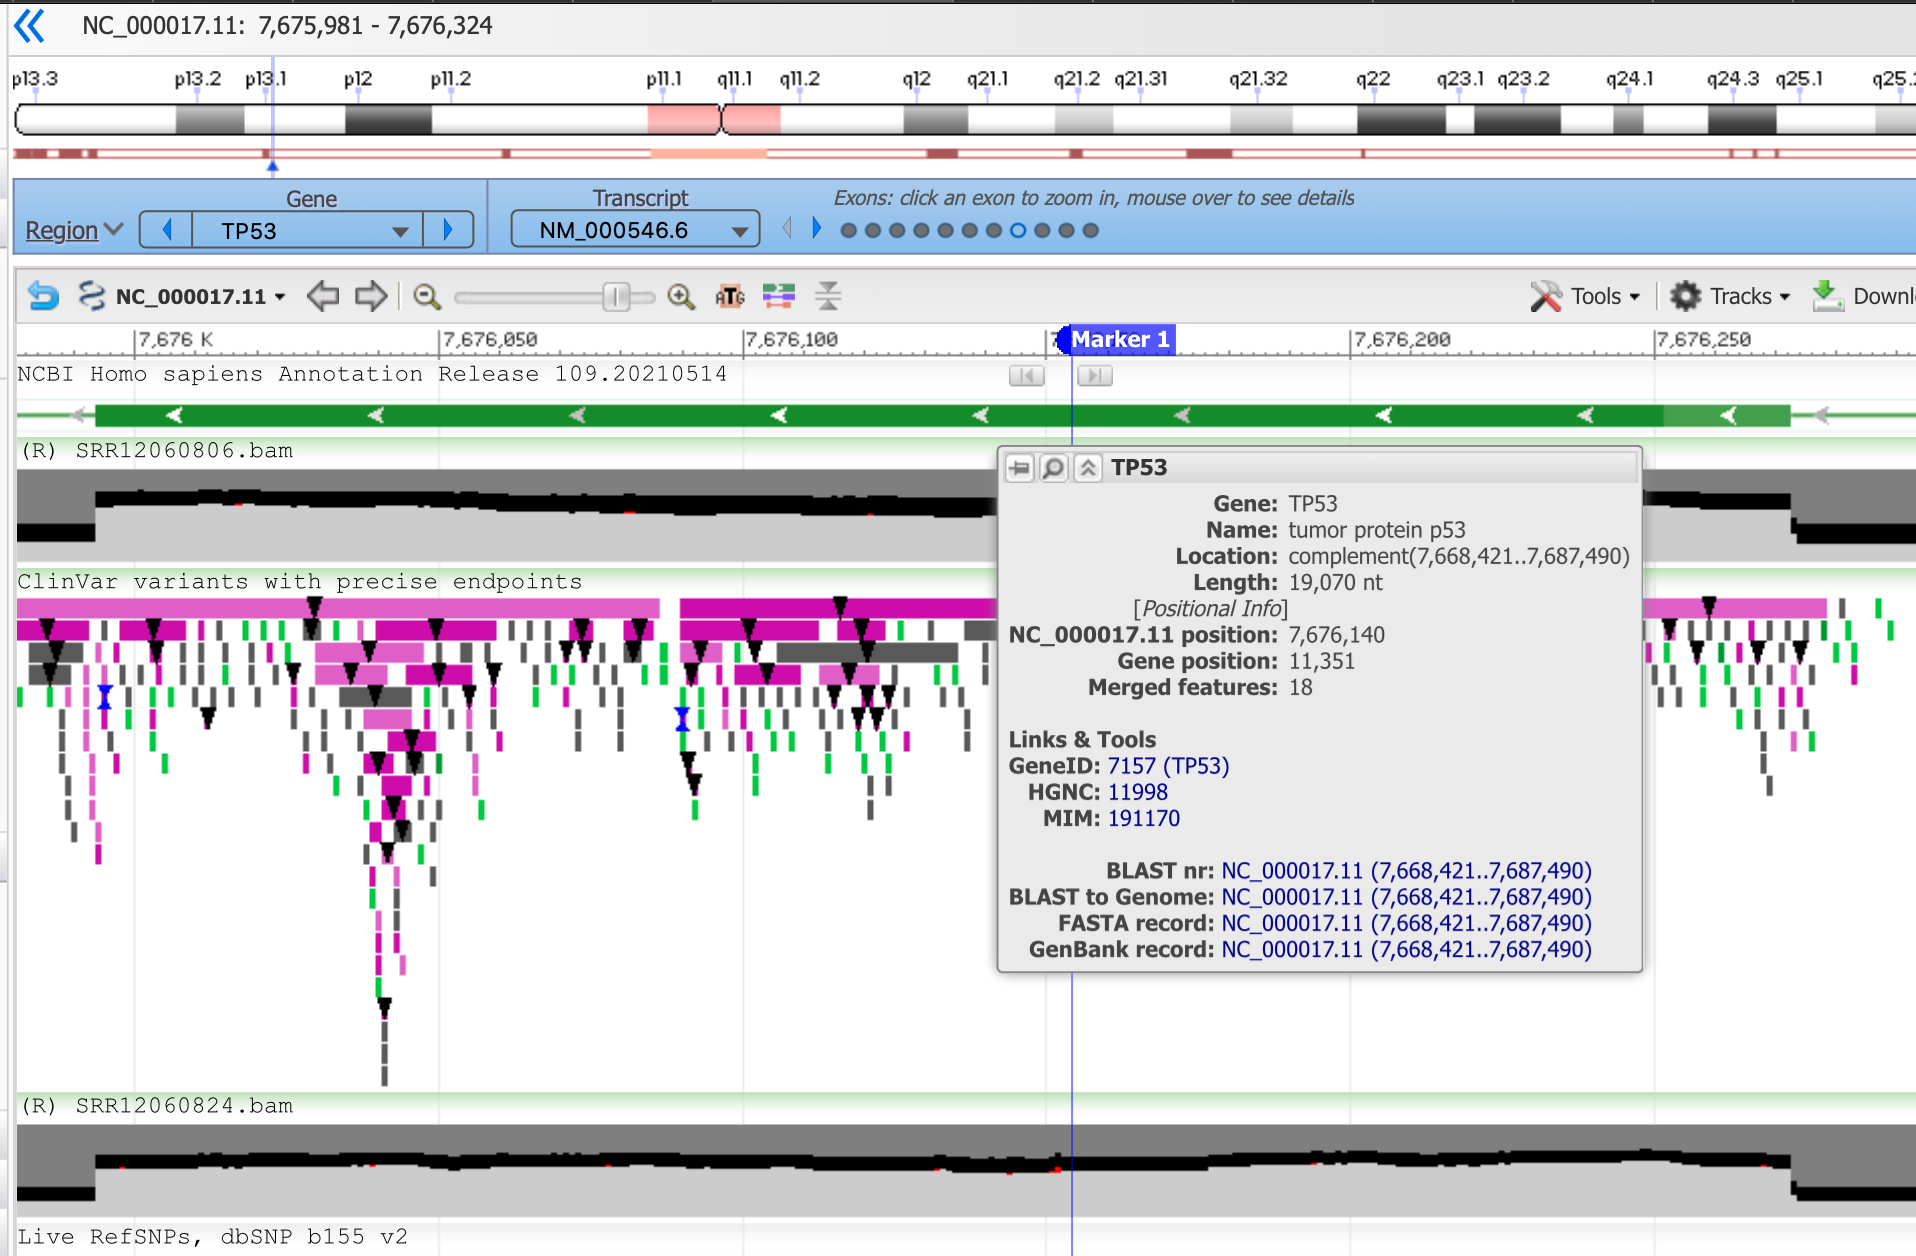 NC_000017.11: 7,675,981 - 7,676,324
p13.3 p13.2 p13.1 p12 p11.2 p11.1 q11.1 q11.2 q12 q21.1 q21.2 q21.31 q21.32 q22 q23.1 q23.2 q24.1 q24.3 q25.1 q25.
Gene Transcript Exons: click an exon to zoom in, mouse over to see details
Region TP53 NM_000546.6
NC_000017.11 ATG Tools Tracks Downl
7,676 K 7,676,050 7,676,100 Marker 1 7,676,200 7,676,250
NCBI Homo sapiens Annotation Release 109.20210514
(R) SRR12060806.bam
TP53
Gene: TP53
Name: tumor protein p53
Location: complement(7,668,421..7,687,490)
Length: 19,070 nt
[Positional Info]
NC_000017.11 position: 7,676,140
Gene position: 11,351
Merged features: 18
Links & Tools
GeneID: 7157 (TP53)
HGNC: 11998
MIM: 191170
BLAST nr: NC_000017.11 (7,668,421..7,687,490)
BLAST to Genome: NC_000017.11 (7,668,421..7,687,490)
FASTA record: NC_000017.11 (7,668,421..7,687,490)
GenBank record: NC_000017.11 (7,668,421..7,687,490)
ClinVar variants with precise endpoints
(R) SRR12060824.bam
Live RefSNPs, dbSNP b155 v2